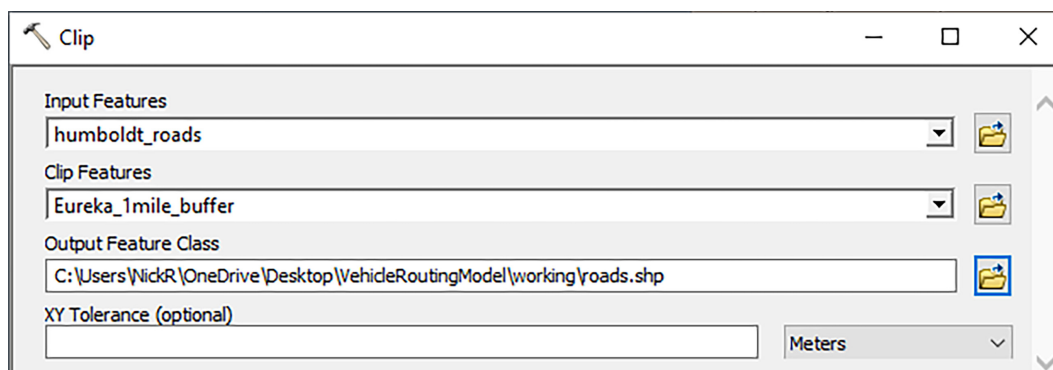 Clip
Input Features
humboldt_roads
Clip Features
Eureka_1mile_buffer
Output Feature Class
C:\Users\NickR\OneDrive\Desktop\VehicleRoutingModel\working\roads.shp
XY Tolerance (optional)
Meters